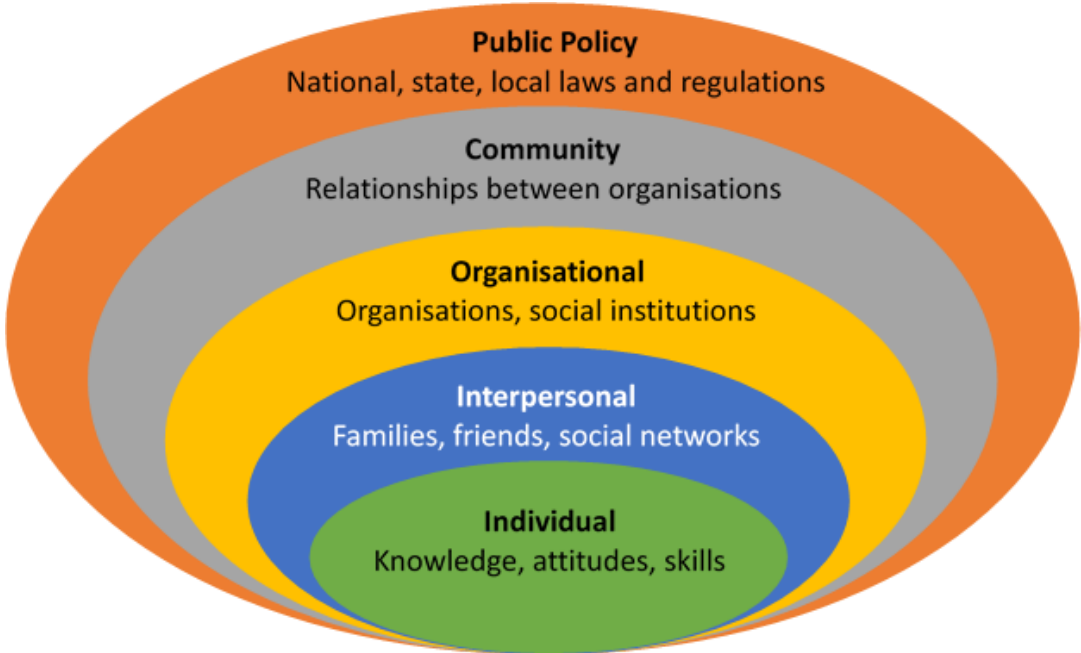 Public Policy
National, state, local laws and regulations
Community
Relationships between organisations
Organisational
Organisations, social institutions
Interpersonal
Families, friends, social networks
Individual
Knowledge, attitudes, skills